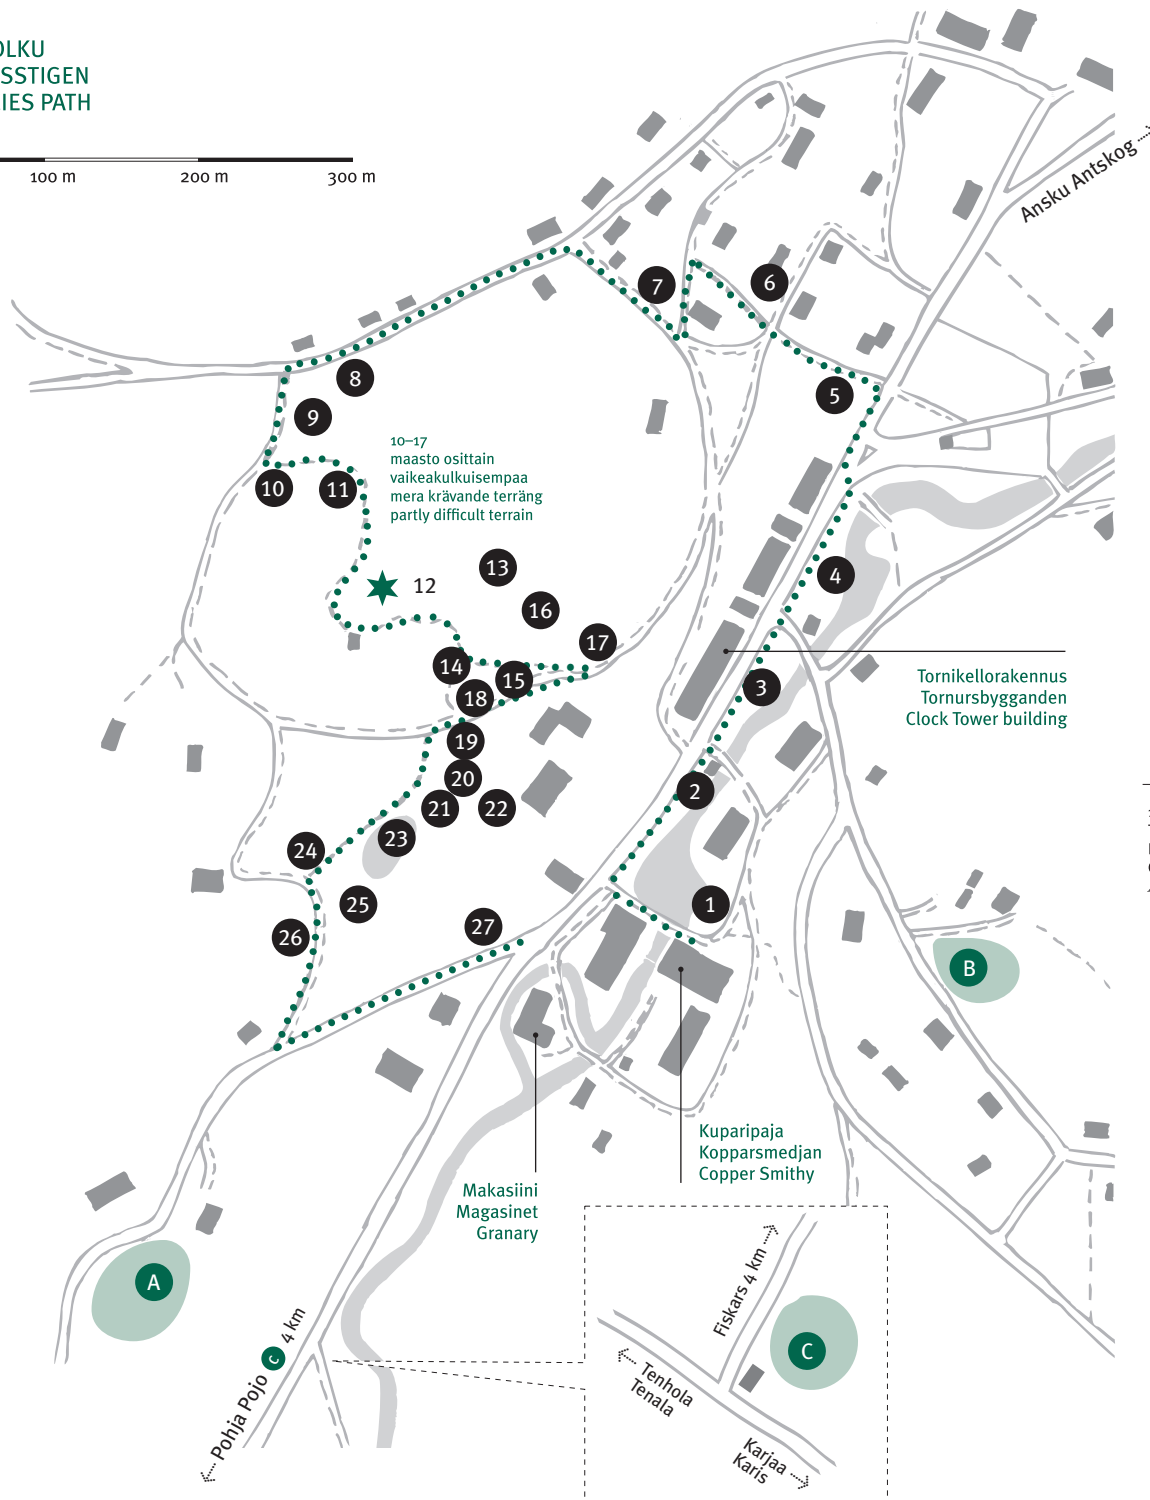 OLKU
SSTIGEN
IES PATH
100 m
200 m
300 m
Ansku Antskog
7
6
8
5
9
10–17
maasto osittain
vaikeakulkuisempaa
mera krävande terräng
partly difficult terrain
10
11
13
4
12
16
17
14
15
3
18
Tornikellorakennus
Tornursbygganden
Clock Tower building
19
20
2
21
22
23
24
25
1
27
26
B
Kuparipaja
Kopparsmedjan
Copper Smithy
Makasiini
Magasinet
Granary
A
Fiskars 4 km
C
Pohja Pojo C 4 km
Tenhola
Tenala
Karjaa
Karis